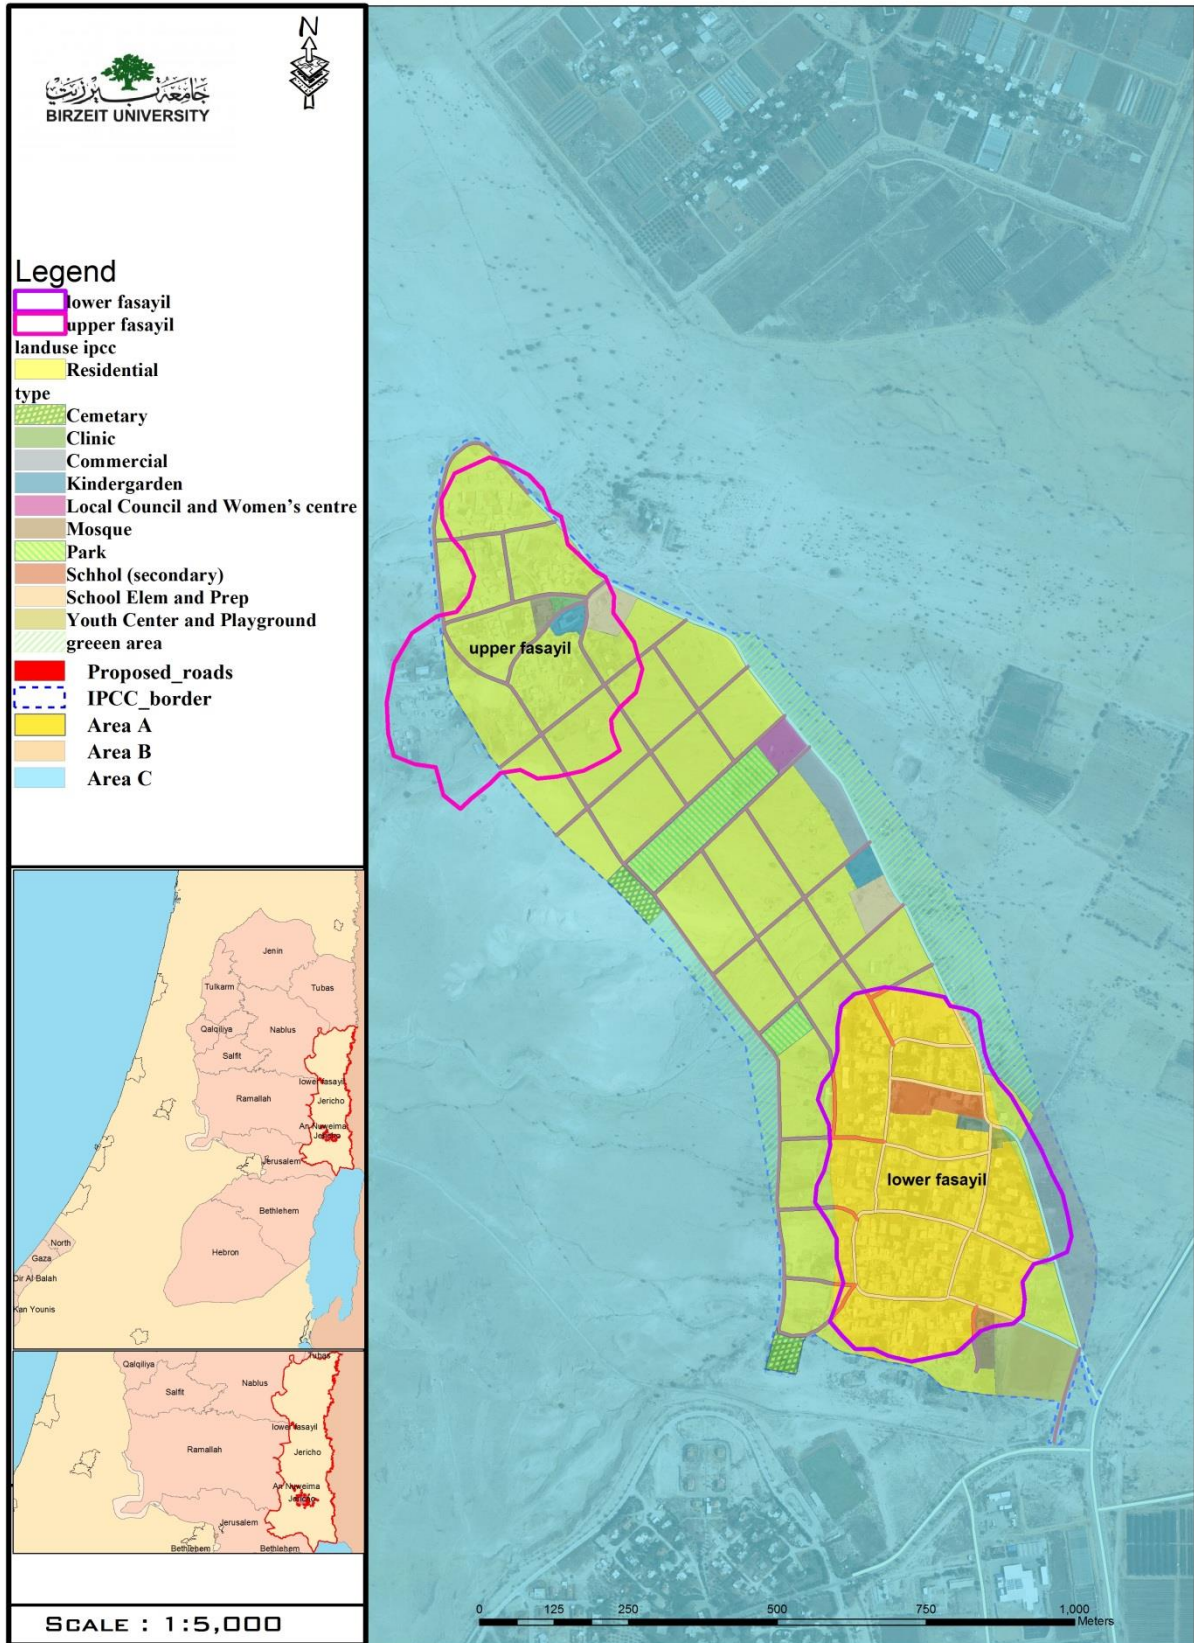 N
جامعة بيرزيت
BIRZEIT UNIVERSITY
Legend
lower fasayil
upper fasayil
landuse ipcc
Residential
type
Cemetary
Clinic
Commercial
Kindergarden
Local Council and Women's centre
Mosque
Park
Schhol (secondary)
School Elem and Prep
Youth Center and Playground
greeen area
Proposed_roads
IPCC_border
Area A
Area B
Area C
Jenin
Tulkarm
Tubas
Qalqiliya
Nablus
Salfit
lower fasayil
Ramallah
Jericho
An Nuweima
Jericho
Jerusalem
Bethlehem
Hebron
North
Gaza
Dir Al Balah
Kan Younis
Tubas
Qalqiliya
Nablus
Salfit
lower fasayil
Ramallah
Jericho
An Nuweima
Jericho
Jerusalem
Bethlehem
Bethlehem
SCALE : 1:5,000
upper fasayil
lower fasayil
0 125 250 500 750 1,000
Meters